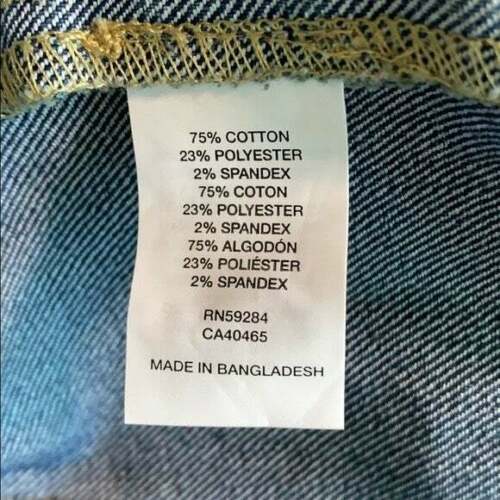 75% COTTON
23% POLYESTER
2% SPANDEX
75% COTON
23% POLYESTER
2% SPANDEX
75% ALGODÓN
23% POLIÉSTER
2% SPANDEX
RN59284
CA40465
MADE IN BANGLADESH